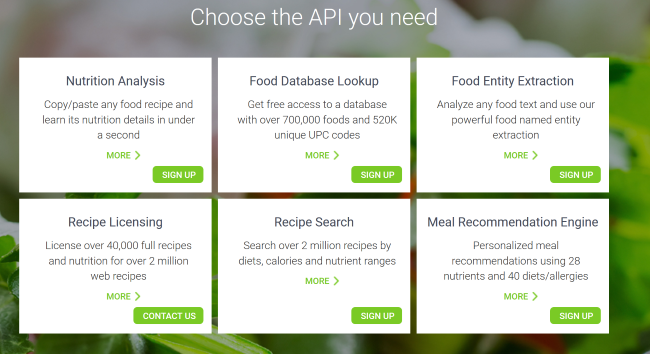 Choose the API you need
Nutrition Analysis
Copy/paste any food recipe and
learn its nutrition details in under
a second
MORE
SIGN UP
Food Database Lookup
Get free access to a database
with over 700,000 foods and 520K
unique UPC codes
MORE
SIGN UP
Food Entity Extraction
Analyze any food text and use our
powerful food named entity
extraction
MORE
SIGN UP
Recipe Licensing
License over 40,000 full recipes
and nutrition for over 2 million
web recipes
MORE
CONTACT US
Recipe Search
Search over 2 million recipes by
diets, calories and nutrient ranges
MORE
SIGN UP
Meal Recommendation Engine
Personalized meal
recommendations using 28
nutrients and 40 diets/allergies
MORE
SIGN UP